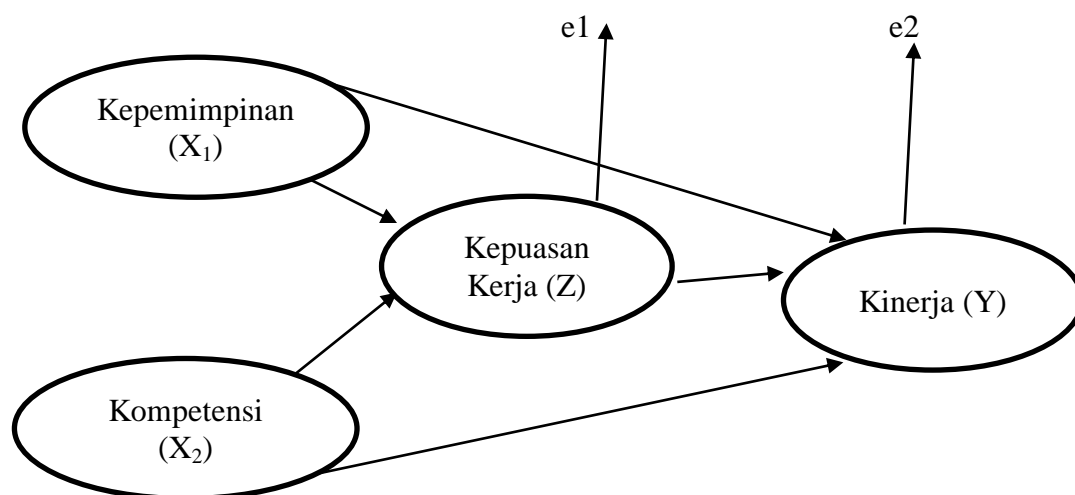 e1
e2
Kepemimpinan
(X₁)
Kepuasan
Kerja (Z)
Kinerja (Y)
Kompetensi
(X₂)